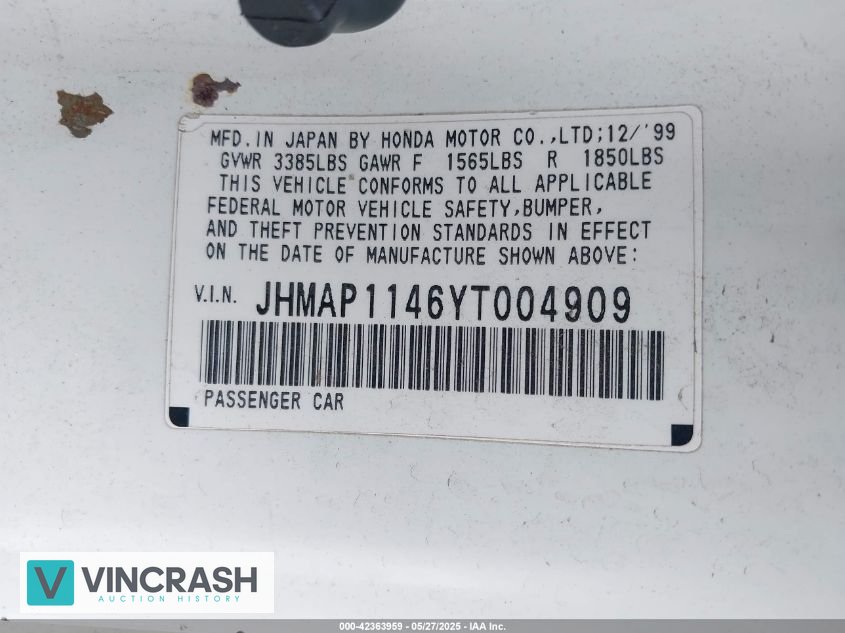 MFD. IN JAPAN BY HONDA MOTOR CO.,LTD;12/'99
GVWR 3385LBS GAWR F 1565LBS R 1850LBS
THIS VEHICLE CONFORMS TO ALL APPLICABLE
FEDERAL MOTOR VEHICLE SAFETY,BUMPER,
AND THEFT PREVENTION STANDARDS IN EFFECT
ON THE DATE OF MANUFACTURE SHOWN ABOVE:
V.I.N. JHMAP1146YT004909
PASSENGER CAR
V VINCRASH
AUCTION HISTORY
000-42363959 - 05/27/2025 - IAA Inc.